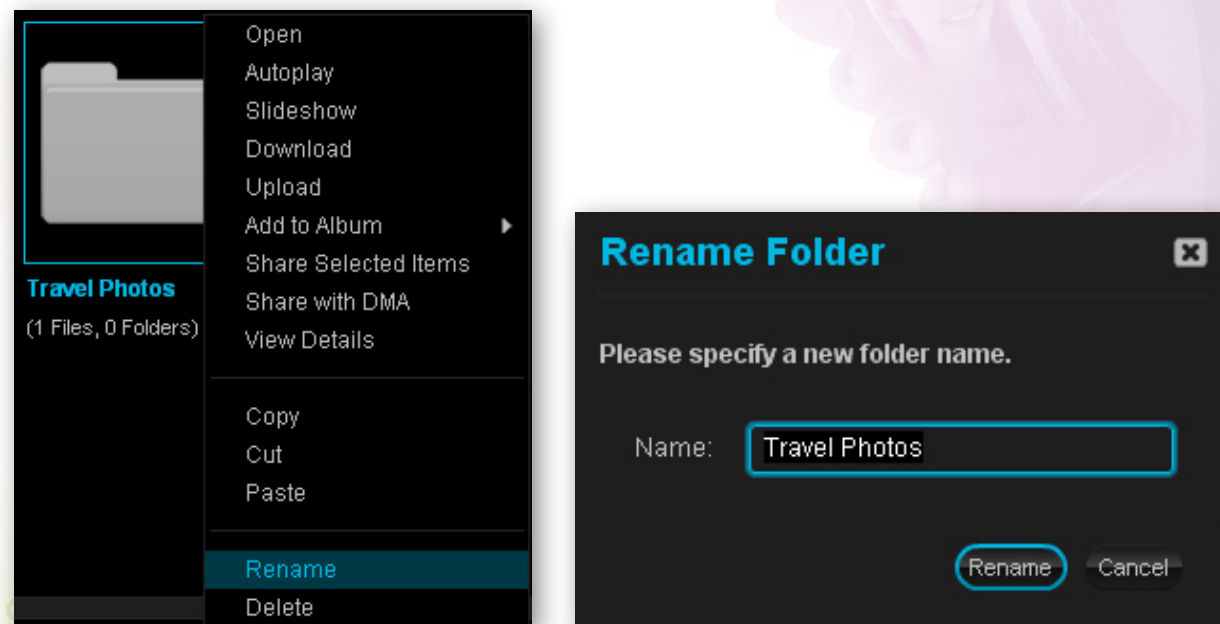 Open
Autoplay
Slideshow
Download
Upload
Add to Album
Share Selected Items
Share with DMA
View Details
Copy
Cut
Paste
Rename
Delete
Travel Photos
(1 Files, 0 Folders)
Rename Folder
Please specify a new folder name.
Name: Travel Photos
Rename Cancel